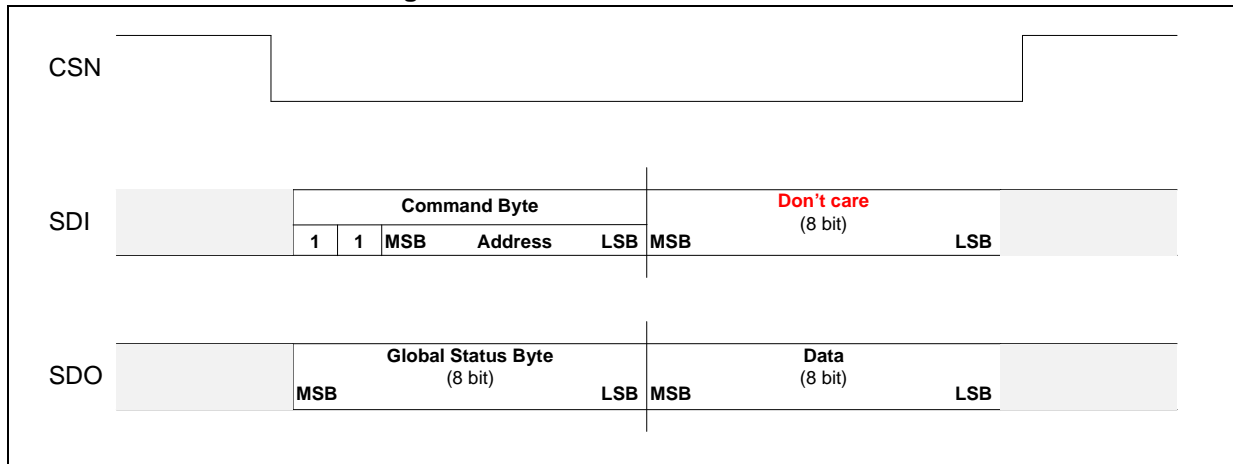 CSN
SDI
Command Byte
1 1 MSB Address LSB
Don't care
(8 bit)
MSB LSB
SDO
Global Status Byte
(8 bit)
MSB LSB
Data
(8 bit)
MSB LSB